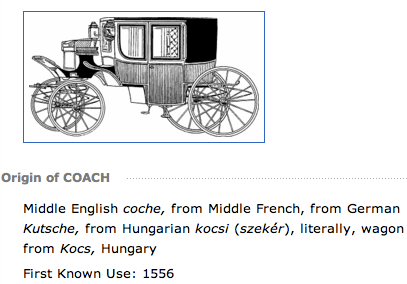 Origin of COACH
Middle English coche, from Middle French, from German
Kutsche, from Hungarian kocsi (szekér), literally, wagon
from Kocs, Hungary
First Known Use: 1556